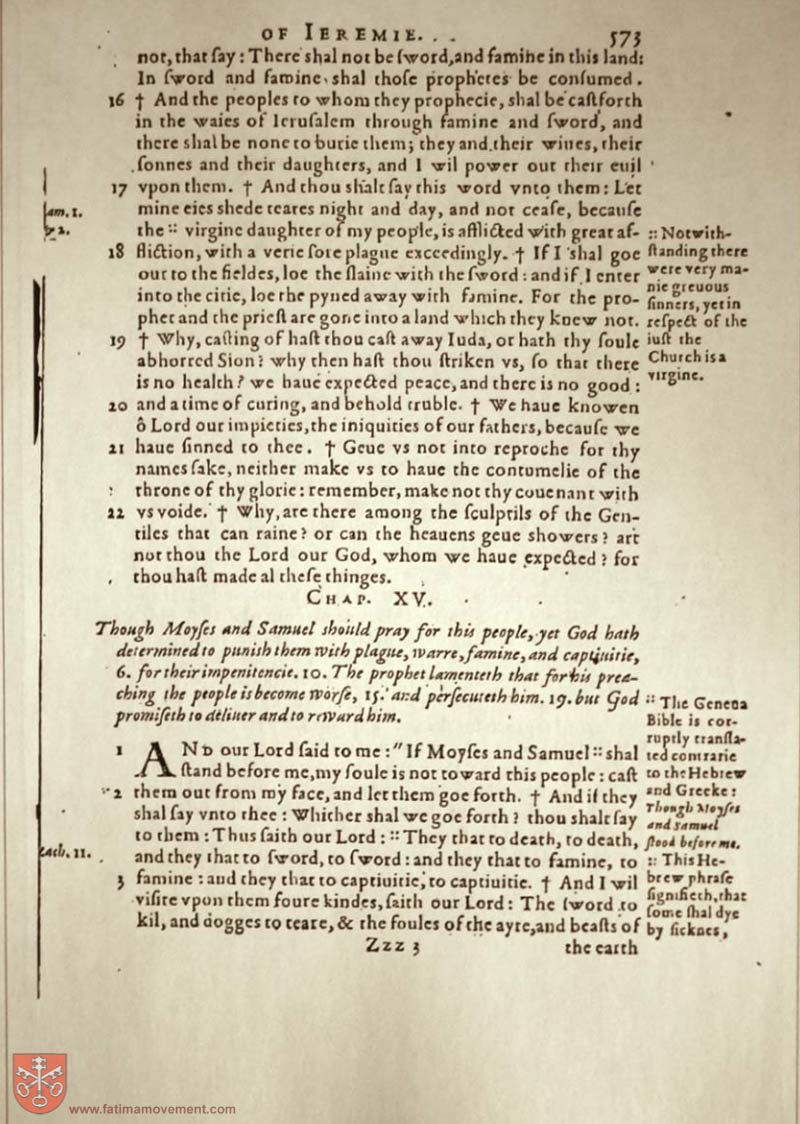 OF IEREMIE. 573
not, that say: There shal not be sword, and famine in this land:
In sword and famine shal those prophetes be consumed.
16 † And the peoples to whom they prophecie, shal be cast forth
in the waies of Ierusalem through famine and sword, and
there shal be none to burie them; they and their wiues, their
sonnes and their daughters, and I wil power out their euil
17 vpon them. † And thou shalt say this word vnto them: Let
mine eies shede teares night and day, and not cease, because
the :: virgine daughter of my people, is afflicted with great af-
18 fliction, with a verie sore plague exceedingly. † If I shal goe
out to the fieldes, loe the slaine with the sword: and if I enter
into the citie, loe the pyned away with famine. For the pro-
phet and the priest are gone into a land which they knew not.
19 † Why, casting of hast thou cast away Iuda, or hath thy soule
abhorred Sion? why then hast thou striken vs, so that there
is no health? we haue expected peace, and there is no good:
20 and a time of curing, and behold truble. † We haue knowen
ô Lord our impieties, the iniquities of our fathers, because we
21 haue sinned to thee. † Geue vs not into reproche for thy
names sake, neither make vs to haue the contumelie of the
throne of thy glorie: remember, make not thy couenant with
22 vs voide. † Why, are there among the sculptils of the Gen-
tiles that can raine? or can the heauens geue showers? art
not thou the Lord our God, whom we haue expected? for
thou hast made al these thinges.
Lam. 1.
& 2.
:: Notwith-
standing there
were very ma-
nie greuous
sinners, yet in
respect of the
iust the
Church is a
virgine.
CHAP. XV.
Though Moyses and Samuel should pray for this people, yet God hath
determined to punish them with plague, warre, famine, and captiuitie,
6. for their impenitencie. 10. The prophet lamenteth that for his prea-
ching the people is become worse, 15. and persecuteth him. 19. but God
promiseth to deliuer and to reward him.
1 AND our Lord said to me: " If Moyses and Samuel :: shal
stand before me, my soule is not toward this people: cast
2 them out from my face, and let them goe forth. † And if they
shal say vnto thee: Whither shal we goe forth? thou shalt say
to them: Thus saith our Lord: :: They that to death, to death,
and they that to sword, to sword: and they that to famine, to
3 famine: and they that to captiuitie, to captiuitie. † And I wil
visite vpon them foure kindes, saith our Lord: The sword to
kil, and dogges to teare, & the foules of the ayre, and beasts of
Zach. 11.
:: The Geneua
Bible is cor-
ruptly transla-
ted contrarie
to the Hebrew
and Greeke:
Though Moyses
and Samuel
stood before me.
:: This He-
brew phrase
signifieth, that
some shal dye
by sicknes,
Zzz 3 the earth
www.fatimamovement.com